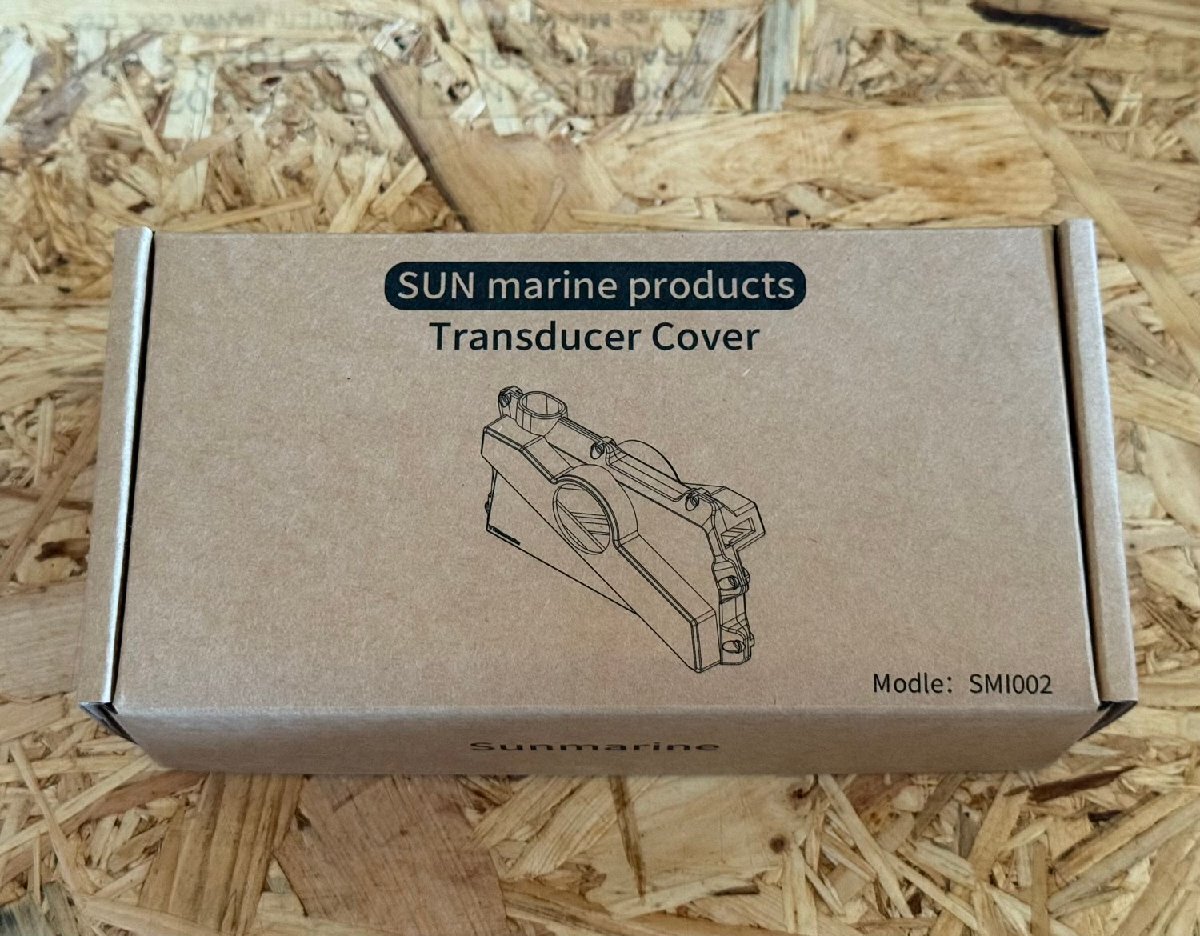 SUN marine products
Transducer Cover
Modle： SMI002
Sunmarine